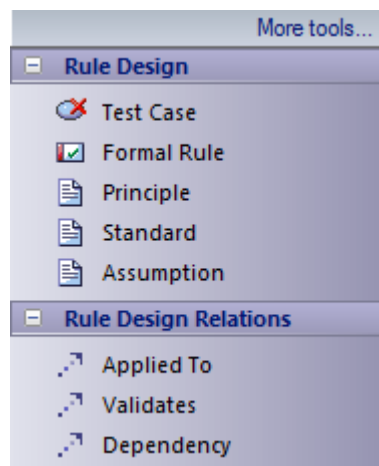 More tools...
Rule Design
Test Case
Formal Rule
Principle
Standard
Assumption
Rule Design Relations
Applied To
Validates
Dependency